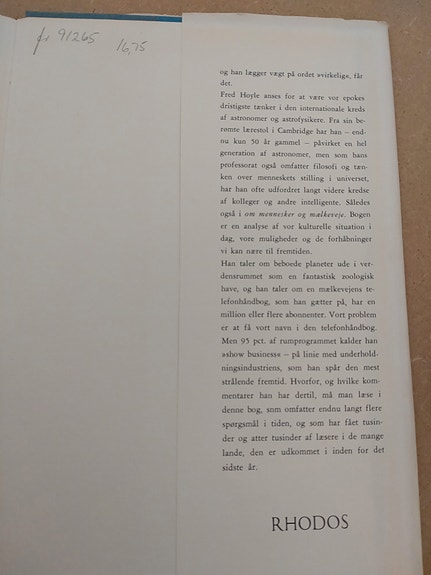 fr 91265
16,75
og han lægger vægt på ordet »virkelig«, får
det.
Fred Hoyle anses for at være vor epokes
dristigste tænker i den internationale kreds
af astronomer og astrofysikere. Fra sin be-
rømte lærestol i Cambridge har han – end-
nu kun 50 år gammel – påvirket en hel
generation af astronomer, men som hans
professorat også omfatter filosofi og tæn-
ken over menneskets stilling i universet,
har han ofte udfordret langt videre kredse
af kolleger og andre intelligente. Således
også i om mennesker og mælkeveje. Bogen
er en analyse af vor kulturelle situation i
dag, vore muligheder og de forhåbninger
vi kan nære til fremtiden.
Han taler om beboede planeter ude i ver-
densrummet som en fantastisk zoologisk
have, og han taler om en mælkevejens te-
lefonhåndbog, som han gætter på, har en
million eller flere abonnenter. Vort problem
er at få vort navn i den telefonhåndbog.
Men 95 pct. af rumprogrammet kalder han
»show business« – på linie med underhold-
ningsindustriens, som han spår den mest
strålende fremtid. Hvorfor, og hvilke kom-
mentarer han har dertil, må man læse i
denne bog, snm omfatter endnu langt flere
spørgsmål i tiden, og som har fået tusin-
der og atter tusinder af læsere i de mange
lande, den er udkommet i inden for det
sidste år.
RHODOS